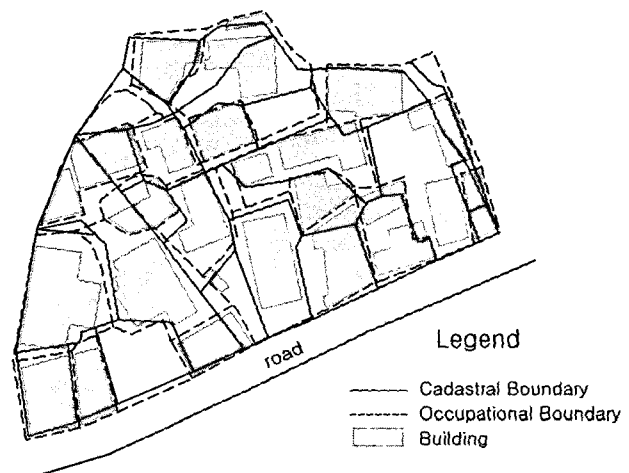 road
Legend
Cadastral Boundary
Occupational Boundary
Building